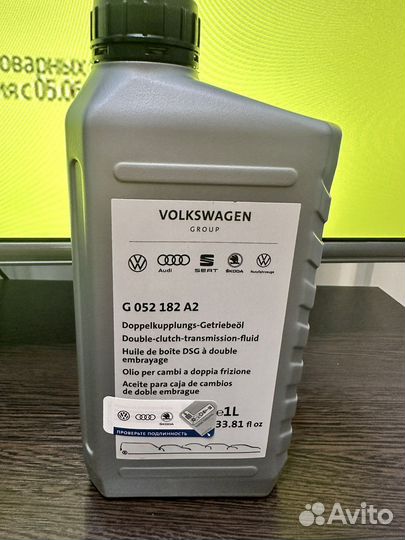 оварных
ия с 05.06
VOLKSWAGEN
GROUP
Audi SEAT ŠKODA Nutzfahrzeuge
G 052 182 A2
Doppelkupplungs-Getriebeöl
Double-clutch-transmission-fluid
Huile de boîte DSG à double
embrayage
Olio per cambi a doppia frizione
Aceite para caja de cambios
de doble embrague
ŠKODA
e1L
33.81 fl oz
ПРОВЕРЬТЕ ПОДЛИННОСТЬ
Avito